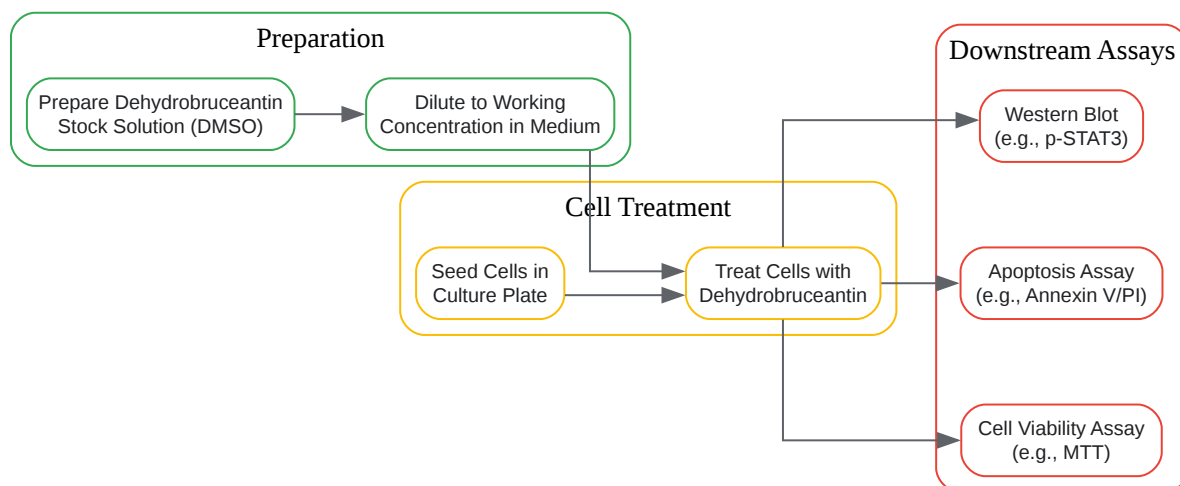 Preparation
Prepare Dehydrobruceantin
Stock Solution (DMSO)
Dilute to Working
Concentration in Medium
Cell Treatment
Seed Cells in
Culture Plate
Treat Cells with
Dehydrobruceantin
Downstream Assays
Western Blot
(e.g., p-STAT3)
Apoptosis Assay
(e.g., Annexin V/PI)
Cell Viability Assay
(e.g., MTT)